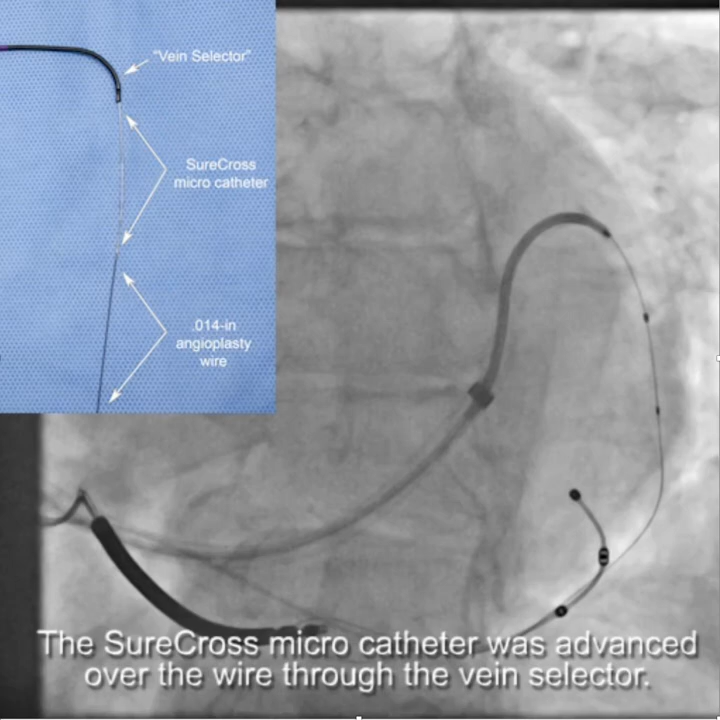 "Vein Selector"
SureCross
micro catheter
.014-in
angioplasty
wire
The SureCross micro catheter was advanced
over the wire through the vein selector.